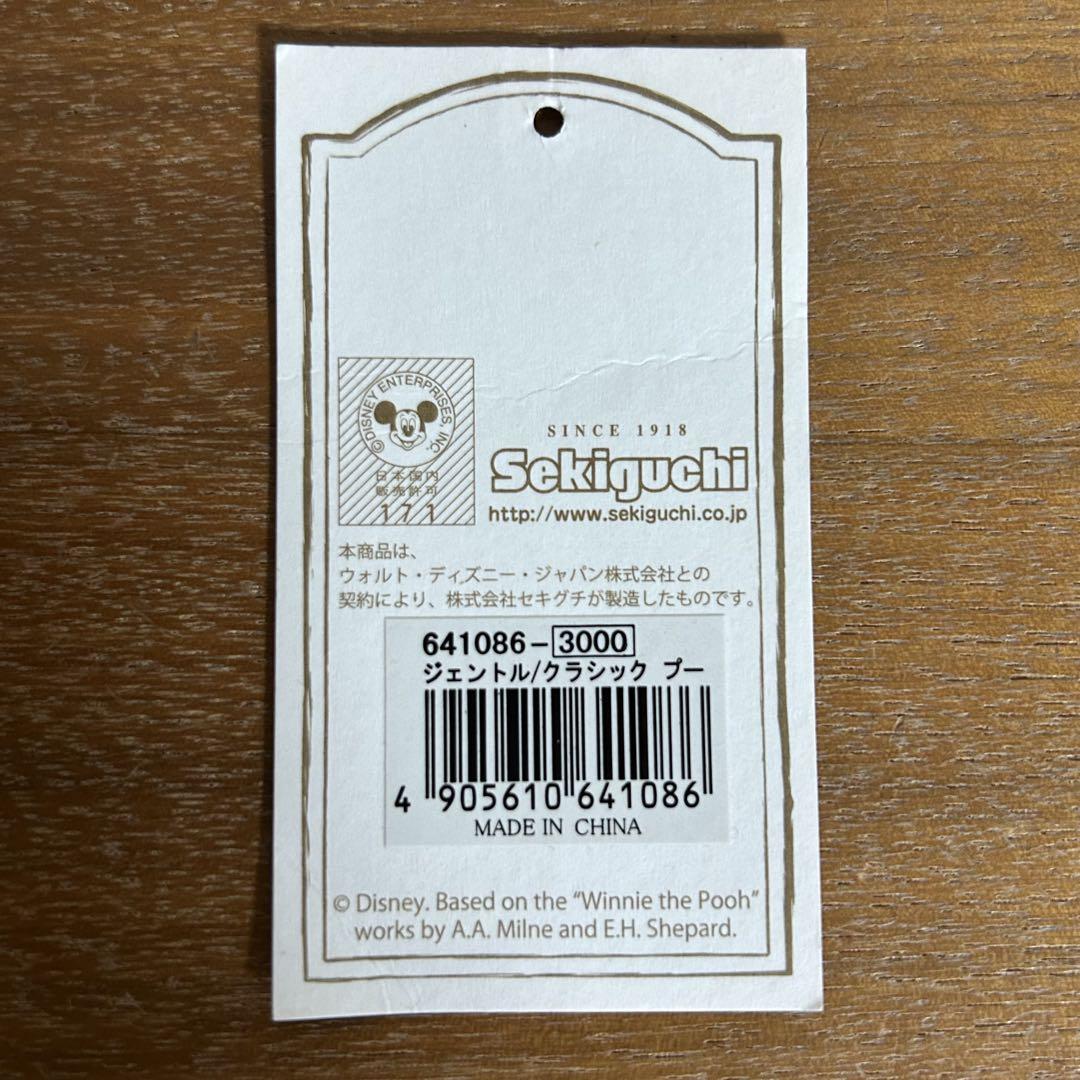 ©DISNEY ENTERPRISES, INC.
日本国内
販売許可
171
SINCE 1918
Sekiguchi
http://www.sekiguchi.co.jp
本商品は、
ウォルト・ディズニー・ジャパン株式会社との
契約により、株式会社セキグチが製造したものです。
641086-3000
ジェントル/クラシック プー
4 905610 641086
MADE IN CHINA
© Disney. Based on the “Winnie the Pooh”
works by A.A. Milne and E.H. Shepard.